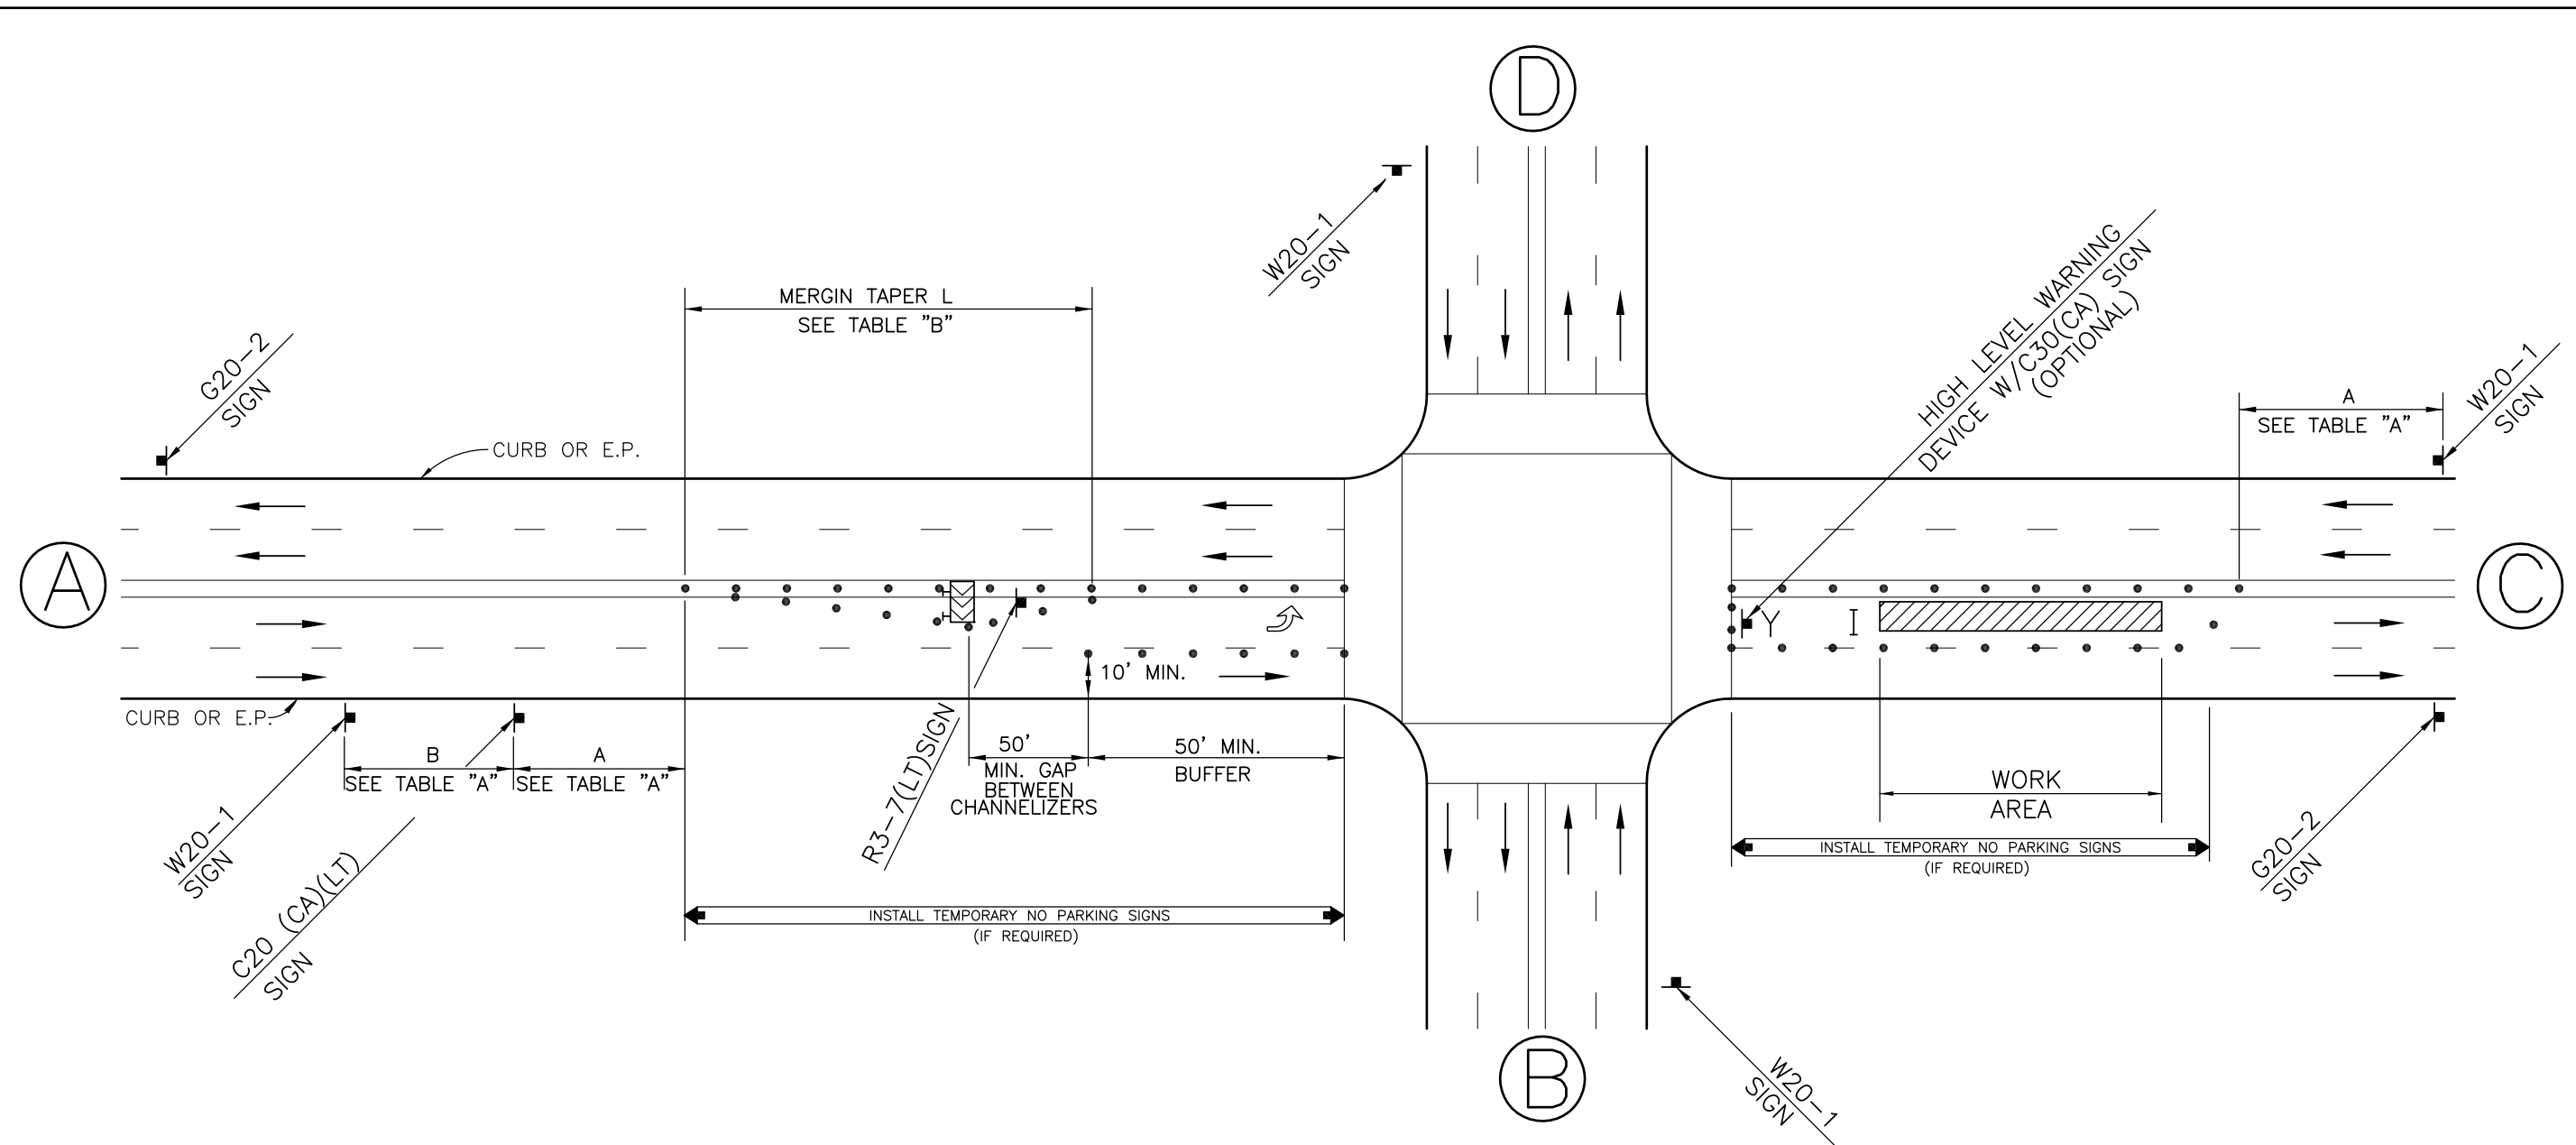 D
W20-1
SIGN
HIGH LEVEL WARNING
DEVICE W/C30(CA) SIGN
(OPTIONAL)
MERGIN TAPER L
SEE TABLE "B"
G20-2
SIGN
CURB OR E.P.
A
SEE TABLE "A"
W20-1
SIGN
A
C
Y
I
10' MIN.
CURB OR E.P.
B
SEE TABLE "A"
A
SEE TABLE "A"
50'
MIN. GAP
BETWEEN
CHANNELIZERS
50' MIN.
BUFFER
R3-7(LT)SIGN
WORK
AREA
W20-1
SIGN
C20 (CA)(LT)
SIGN
INSTALL TEMPORARY NO PARKING SIGNS
(IF REQUIRED)
INSTALL TEMPORARY NO PARKING SIGNS
(IF REQUIRED)
G20-2
SIGN
B
W20-1
SIGN